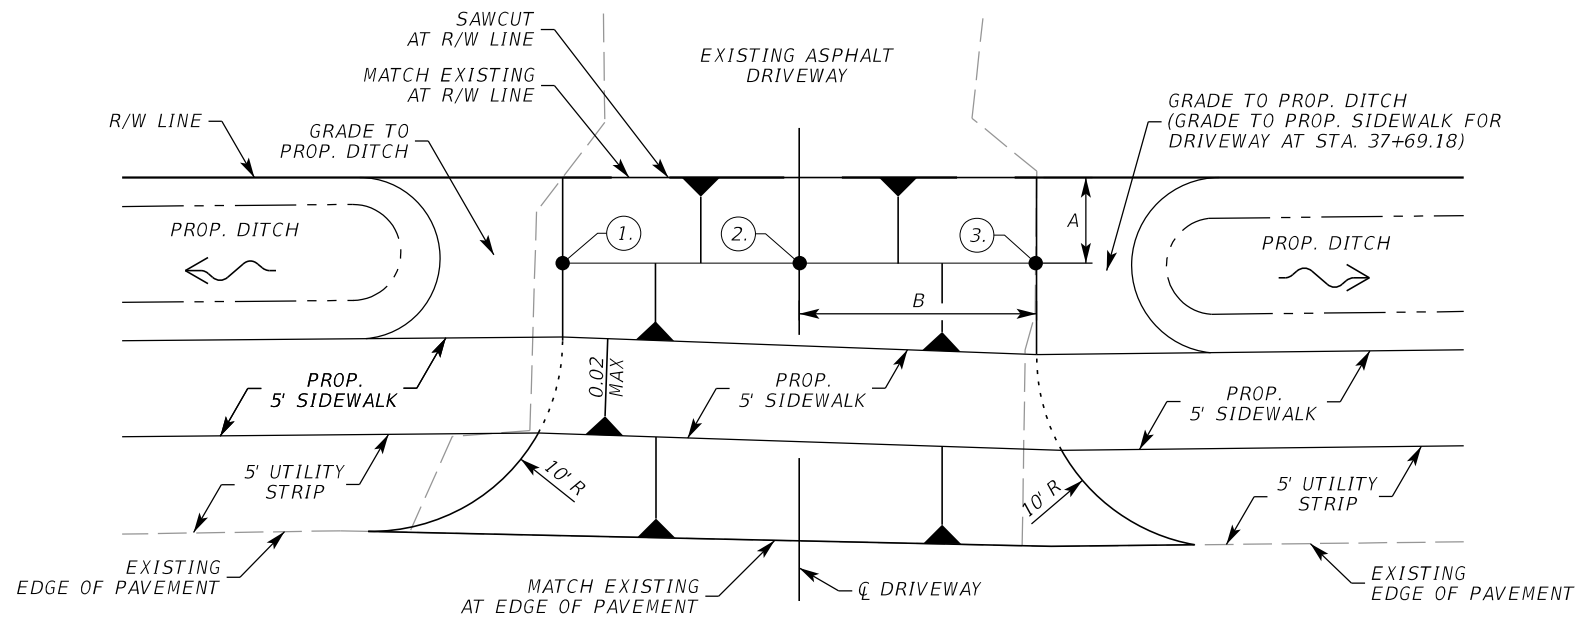 SAWCUT
AT R/W LINE
MATCH EXISTING
AT R/W LINE
EXISTING ASPHALT
DRIVEWAY
R/W LINE
GRADE TO
PROP. DITCH
GRADE TO PROP. DITCH
(GRADE TO PROP. SIDEWALK FOR
DRIVEWAY AT STA. 37+69.18)
PROP. DITCH
1.
2.
3.
A
PROP. DITCH
B
0.02
MAX
PROP.
5' SIDEWALK
PROP.
5' SIDEWALK
PROP.
5' SIDEWALK
5' UTILITY
STRIP
10' R
10' R
5' UTILITY
STRIP
EXISTING
EDGE OF PAVEMENT
MATCH EXISTING
AT EDGE OF PAVEMENT
℄ DRIVEWAY
EXISTING
EDGE OF PAVEMENT